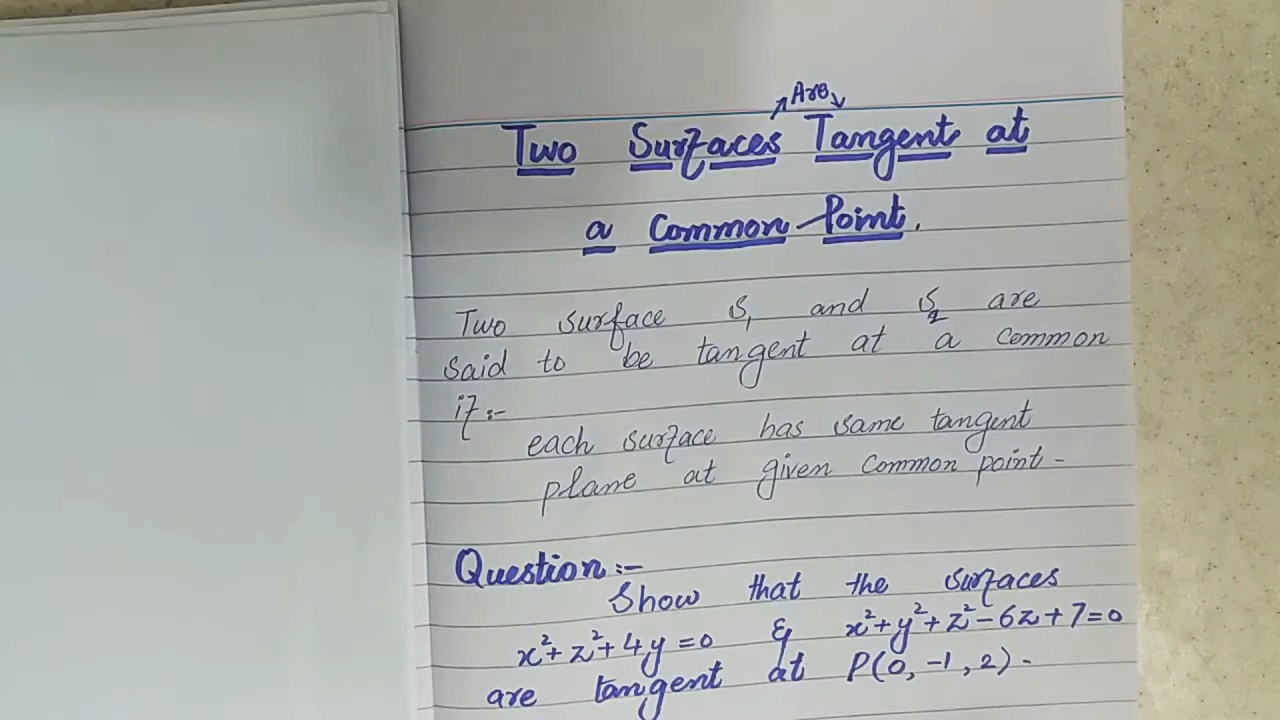 Are
Two Surfaces Tangent at
a Common Point.
Two surface S₁ and S₂ are
said to be tangent at a common
if :-
each surface has same tangent
plane at given common point -
Question :-
Show that the surfaces
x²+z²+4y=0 & x²+y²+z²-6z+7=0
are tangent at P(0,-1,2).